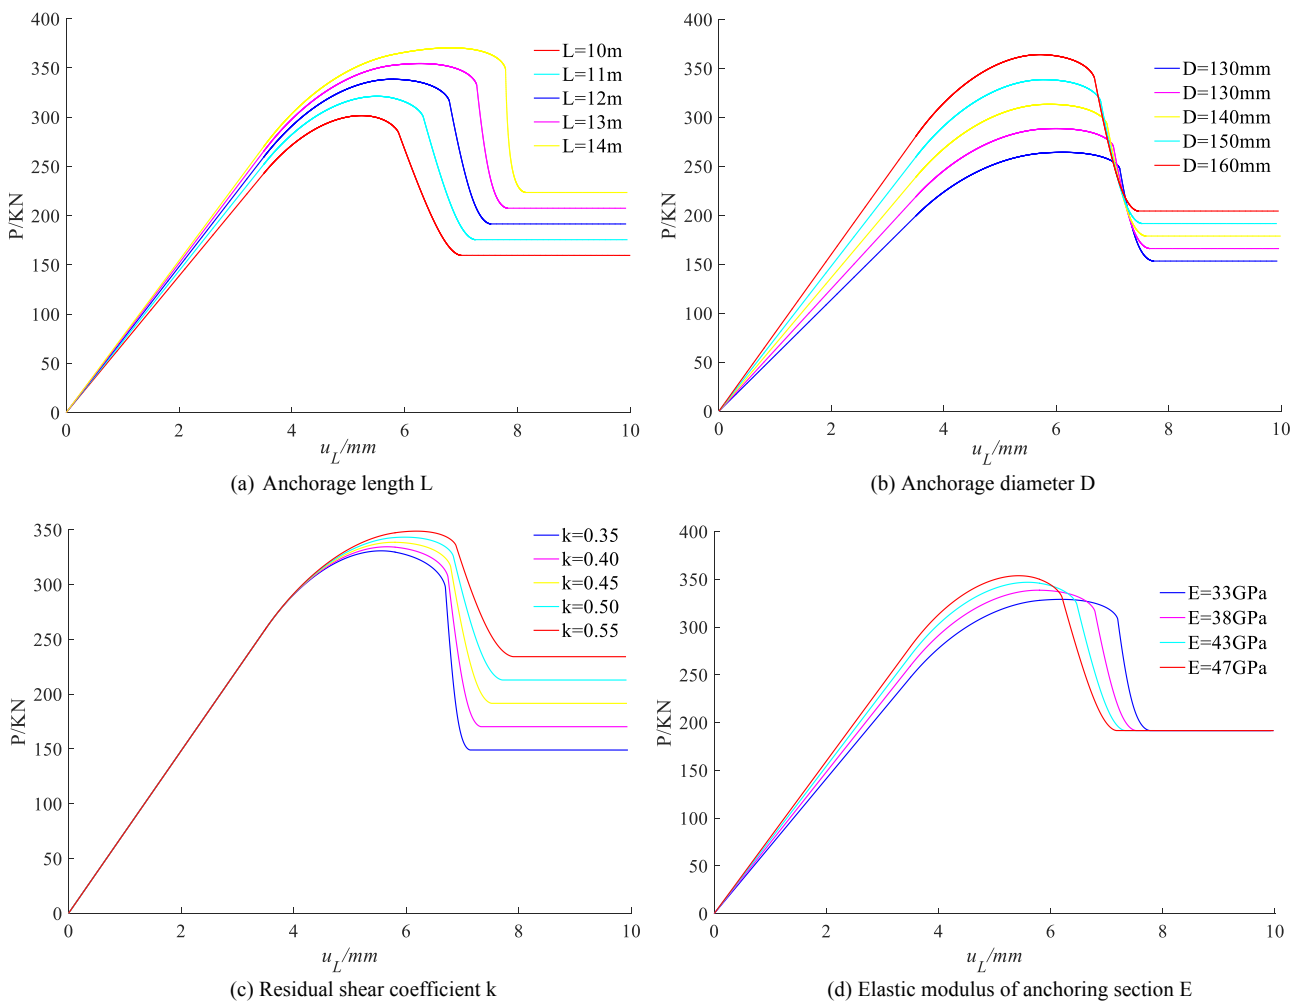 400
350
300
250
200
150
100
50
0
P/KN
L=10m
L=11m
L=12m
L=13m
L=14m
0 2 4 6 8 10
u_L/mm
(a) Anchorage length L
400
350
300
250
200
150
100
50
0
P/KN
D=130mm
D=130mm
D=140mm
D=150mm
D=160mm
0 2 4 6 8 10
u_L/mm
(b) Anchorage diameter D
350
300
250
200
150
100
50
0
P/KN
k=0.35
k=0.40
k=0.45
k=0.50
k=0.55
0 2 4 6 8 10
u_L/mm
(c) Residual shear coefficient k
400
350
300
250
200
150
100
50
0
P/KN
E=33GPa
E=38GPa
E=43GPa
E=47GPa
0 2 4 6 8 10
u_L/mm
(d) Elastic modulus of anchoring section E